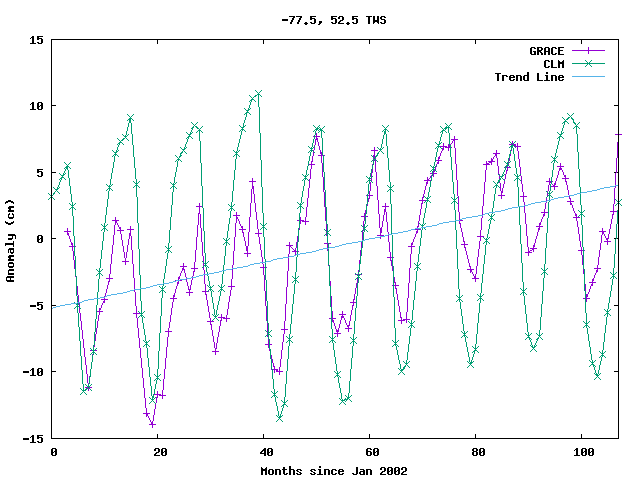 -77.5, 52.5 TWS
GRACE
CLM
Trend Line
15
10
5
0
-5
-10
-15
Anomaly (cm)
0 20 40 60 80 100
Months since Jan 2002